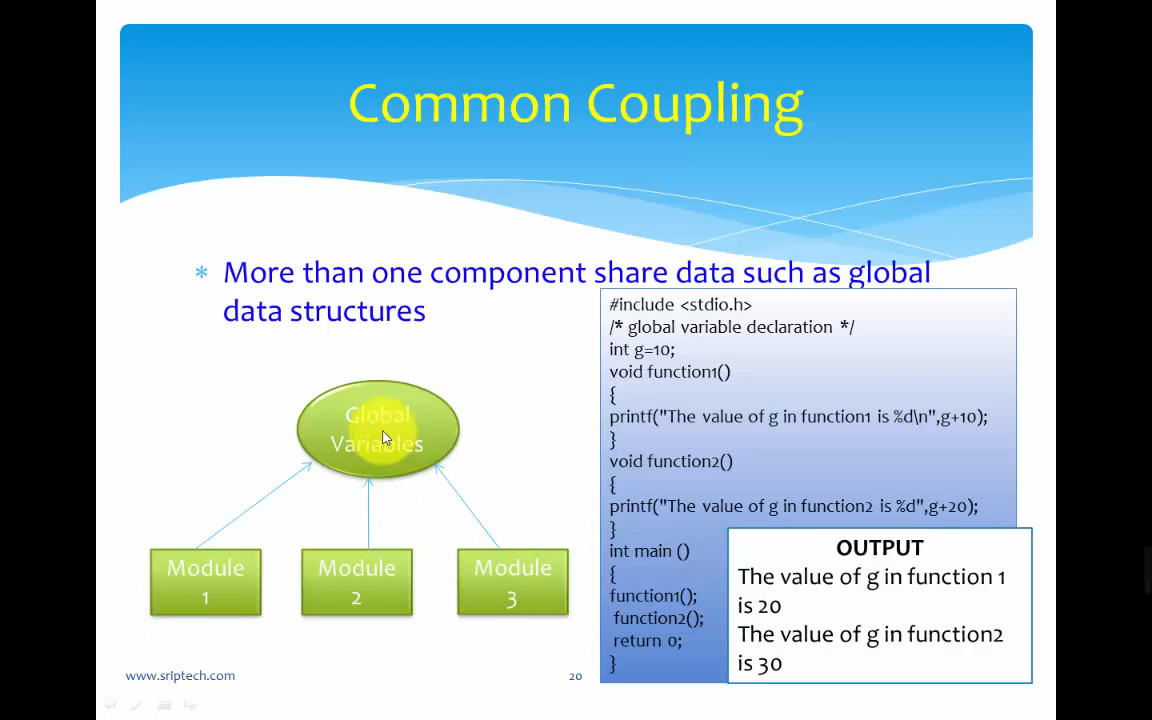 Common Coupling
* More than one component share data such as global
data structures
Global
Variables
Module
1
Module
2
Module
3
#include <stdio.h>
/* global variable declaration */
int g=10;
void function1()
{
printf("The value of g in function1 is %d\n",g+10);
}
void function2()
{
printf("The value of g in function2 is %d",g+20);
}
int main ()
{
function1();
function2();
return 0;
}
OUTPUT
The value of g in function 1
is 20
The value of g in function2
is 30
www.sriptech.com
20